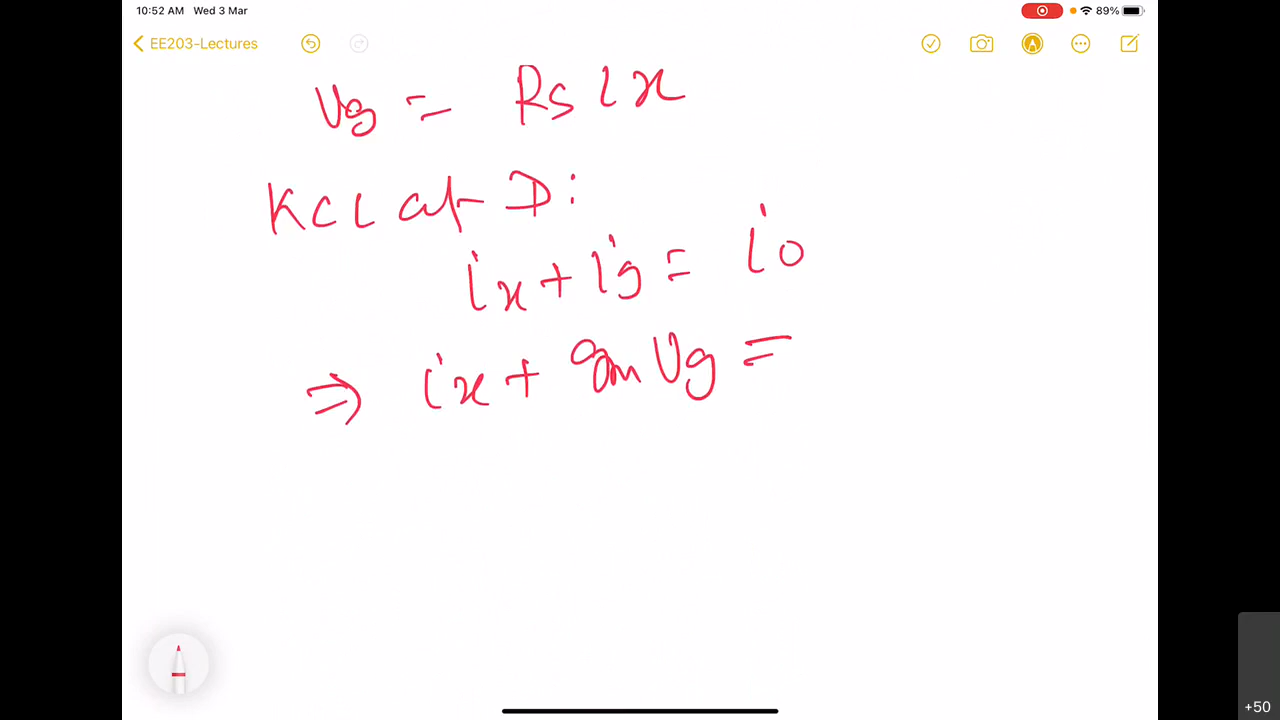 10:52 AM Wed 3 Mar
89%
EE203-Lectures
Vg = Rs ix
KCL at D:
ix + ig = io
⇒ ix + gm Vg =
+50